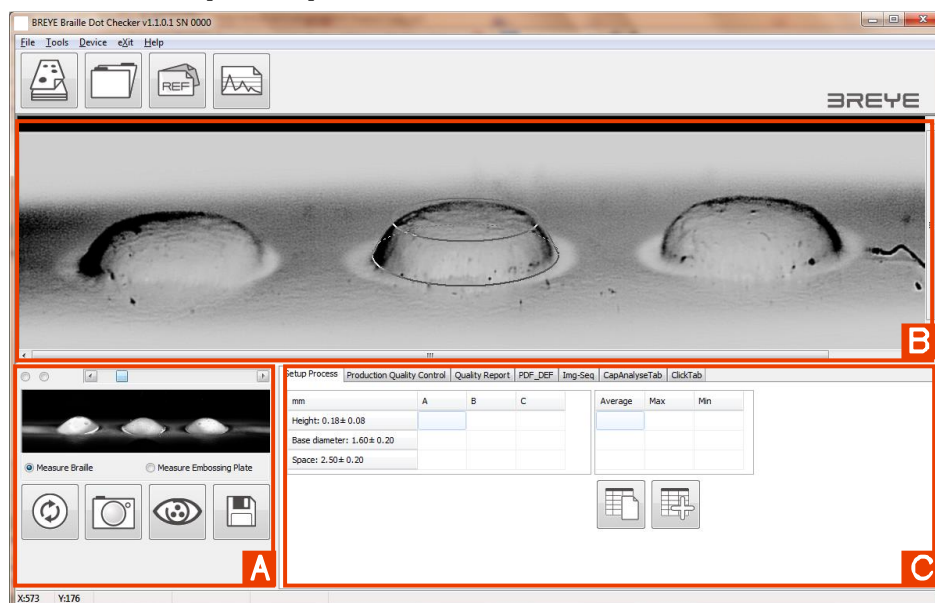 BREYE Braille Dot Checker v1.1.0.1 SN 0000
File Tools Device eXit Help
REF
BREYE
B
Setup Process Production Quality Control Quality Report PDF_DEF Img-Seq CapAnalyseTab ClickTab
mm A B C Average Max Min
Height: 0.18± 0.08
Base diameter: 1.60± 0.20
Space: 2.50± 0.20
Measure Braille Measure Embossing Plate
A
C
X:573 Y:176